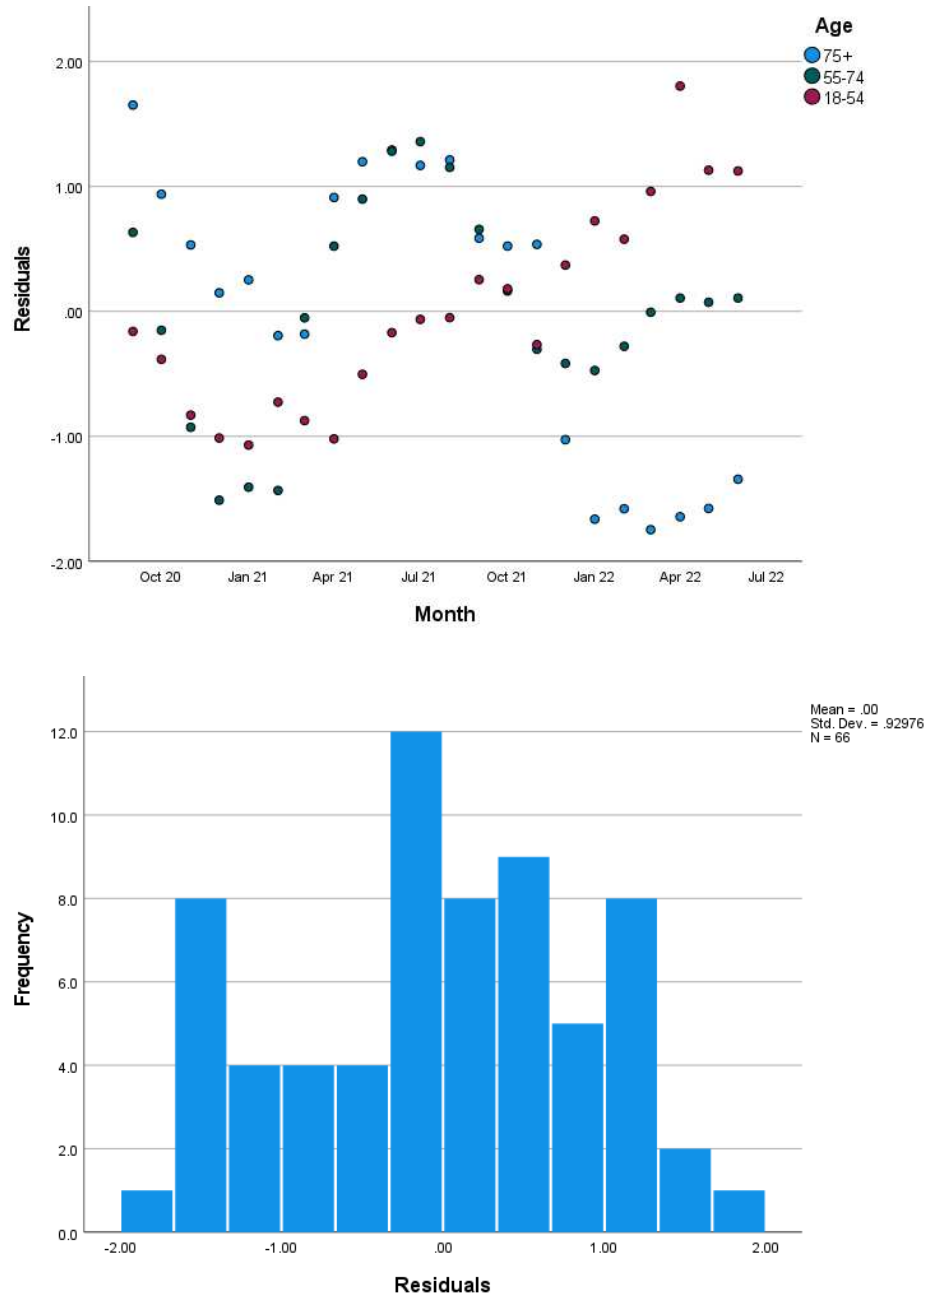 Age
75+
55-74
18-54
2.00
1.00
.00
-1.00
-2.00
Residuals
Oct 20 Jan 21 Apr 21 Jul 21 Oct 21 Jan 22 Apr 22 Jul 22
Month
Mean = .00
Std. Dev. = .92976
N = 66
12.0
10.0
8.0
6.0
4.0
2.0
0.0
Frequency
-2.00 -1.00 .00 1.00 2.00
Residuals